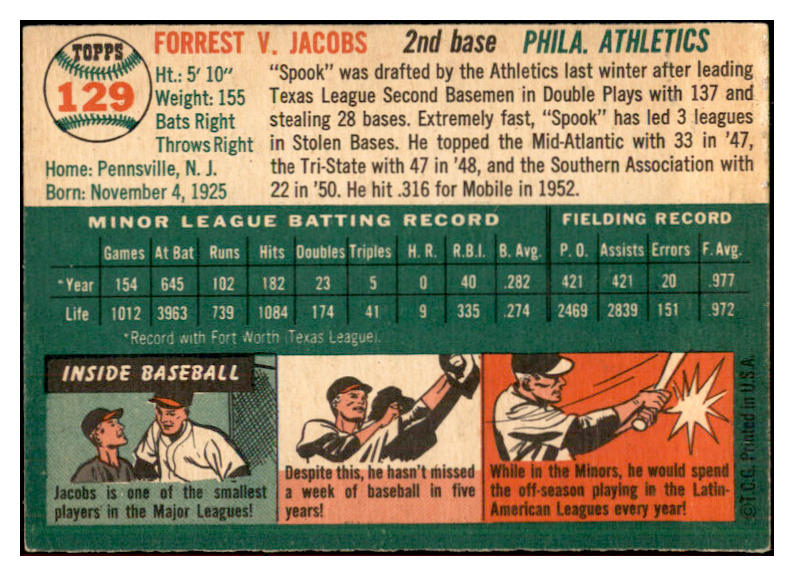 TOPPS
129
FORREST V. JACOBS 2nd base PHILA. ATHLETICS
Ht.: 5' 10"
Weight: 155
Bats Right
Throws Right
Home: Pennsville, N. J.
Born: November 4, 1925
"Spook" was drafted by the Athletics last winter after leading
Texas League Second Basemen in Double Plays with 137 and
stealing 28 bases. Extremely fast, "Spook" has led 3 leagues
in Stolen Bases. He topped the Mid-Atlantic with 33 in '47,
the Tri-State with 47 in '48, and the Southern Association with
22 in '50. He hit .316 for Mobile in 1952.
MINOR LEAGUE BATTING RECORD FIELDING RECORD
Games At Bat Runs Hits Doubles Triples H. R. R.B.I. B. Avg. P. O. Assists Errors F. Avg.
*Year 154 645 102 182 23 5 0 40 .282 421 421 20 .977
Life 1012 3963 739 1084 174 41 9 335 .274 2469 2839 151 .972
*Record with Fort Worth (Texas League).
INSIDE BASEBALL
Jacobs is one of the smallest
players in the Major Leagues!
Despite this, he hasn't missed
a week of baseball in five
years!
While in the Minors, he would spend
the off-season playing in the Latin-
American Leagues every year!
©T.C.G. Printed in U.S.A.